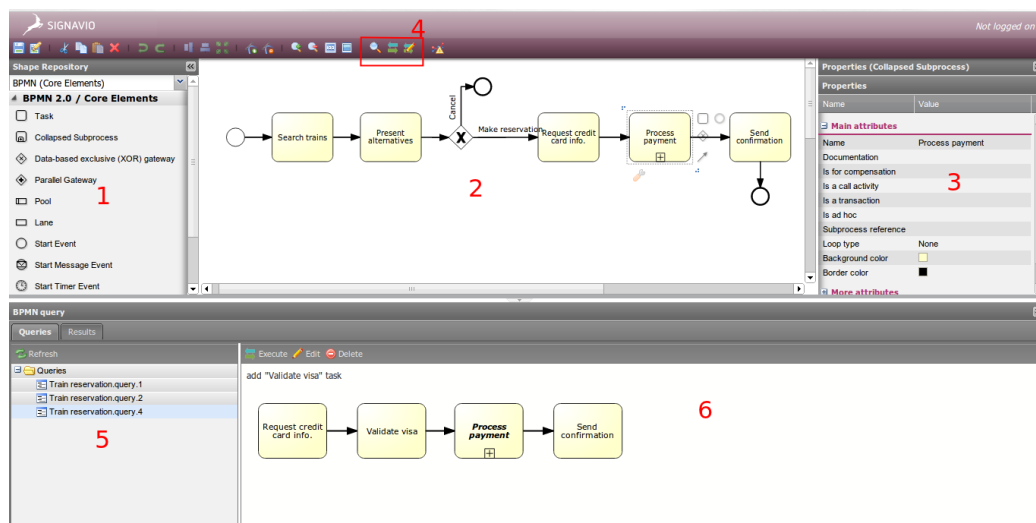 SIGNAVIO
4
Not logged on
Shape Repository
BPMN (Core Elements)
BPMN 2.0 / Core Elements
Task
Collapsed Subprocess
Data-based exclusive (XOR) gateway
Parallel Gateway
Pool
Lane
Start Event
Start Message Event
Start Timer Event
1
Search trains
Present
alternatives
Cancel
X
Make reservation
Request credit
card info.
Process
payment
Send
confirmation
2
Properties (Collapsed Subprocess)
Properties
Name Value
Main attributes
Name Process payment
Documentation
Is for compensation
Is a call activity
Is a transaction
Is ad hoc
Subprocess reference
Loop type None
Background color
Border color
More attributes
3
BPMN query
Queries Results
Refresh
Queries
Train reservation.query.1
Train reservation.query.2
Train reservation.query.4
5
Execute Edit Delete
add "Validate visa" task
Request credit
card info.
Validate visa
Process
payment
Send
confirmation
6